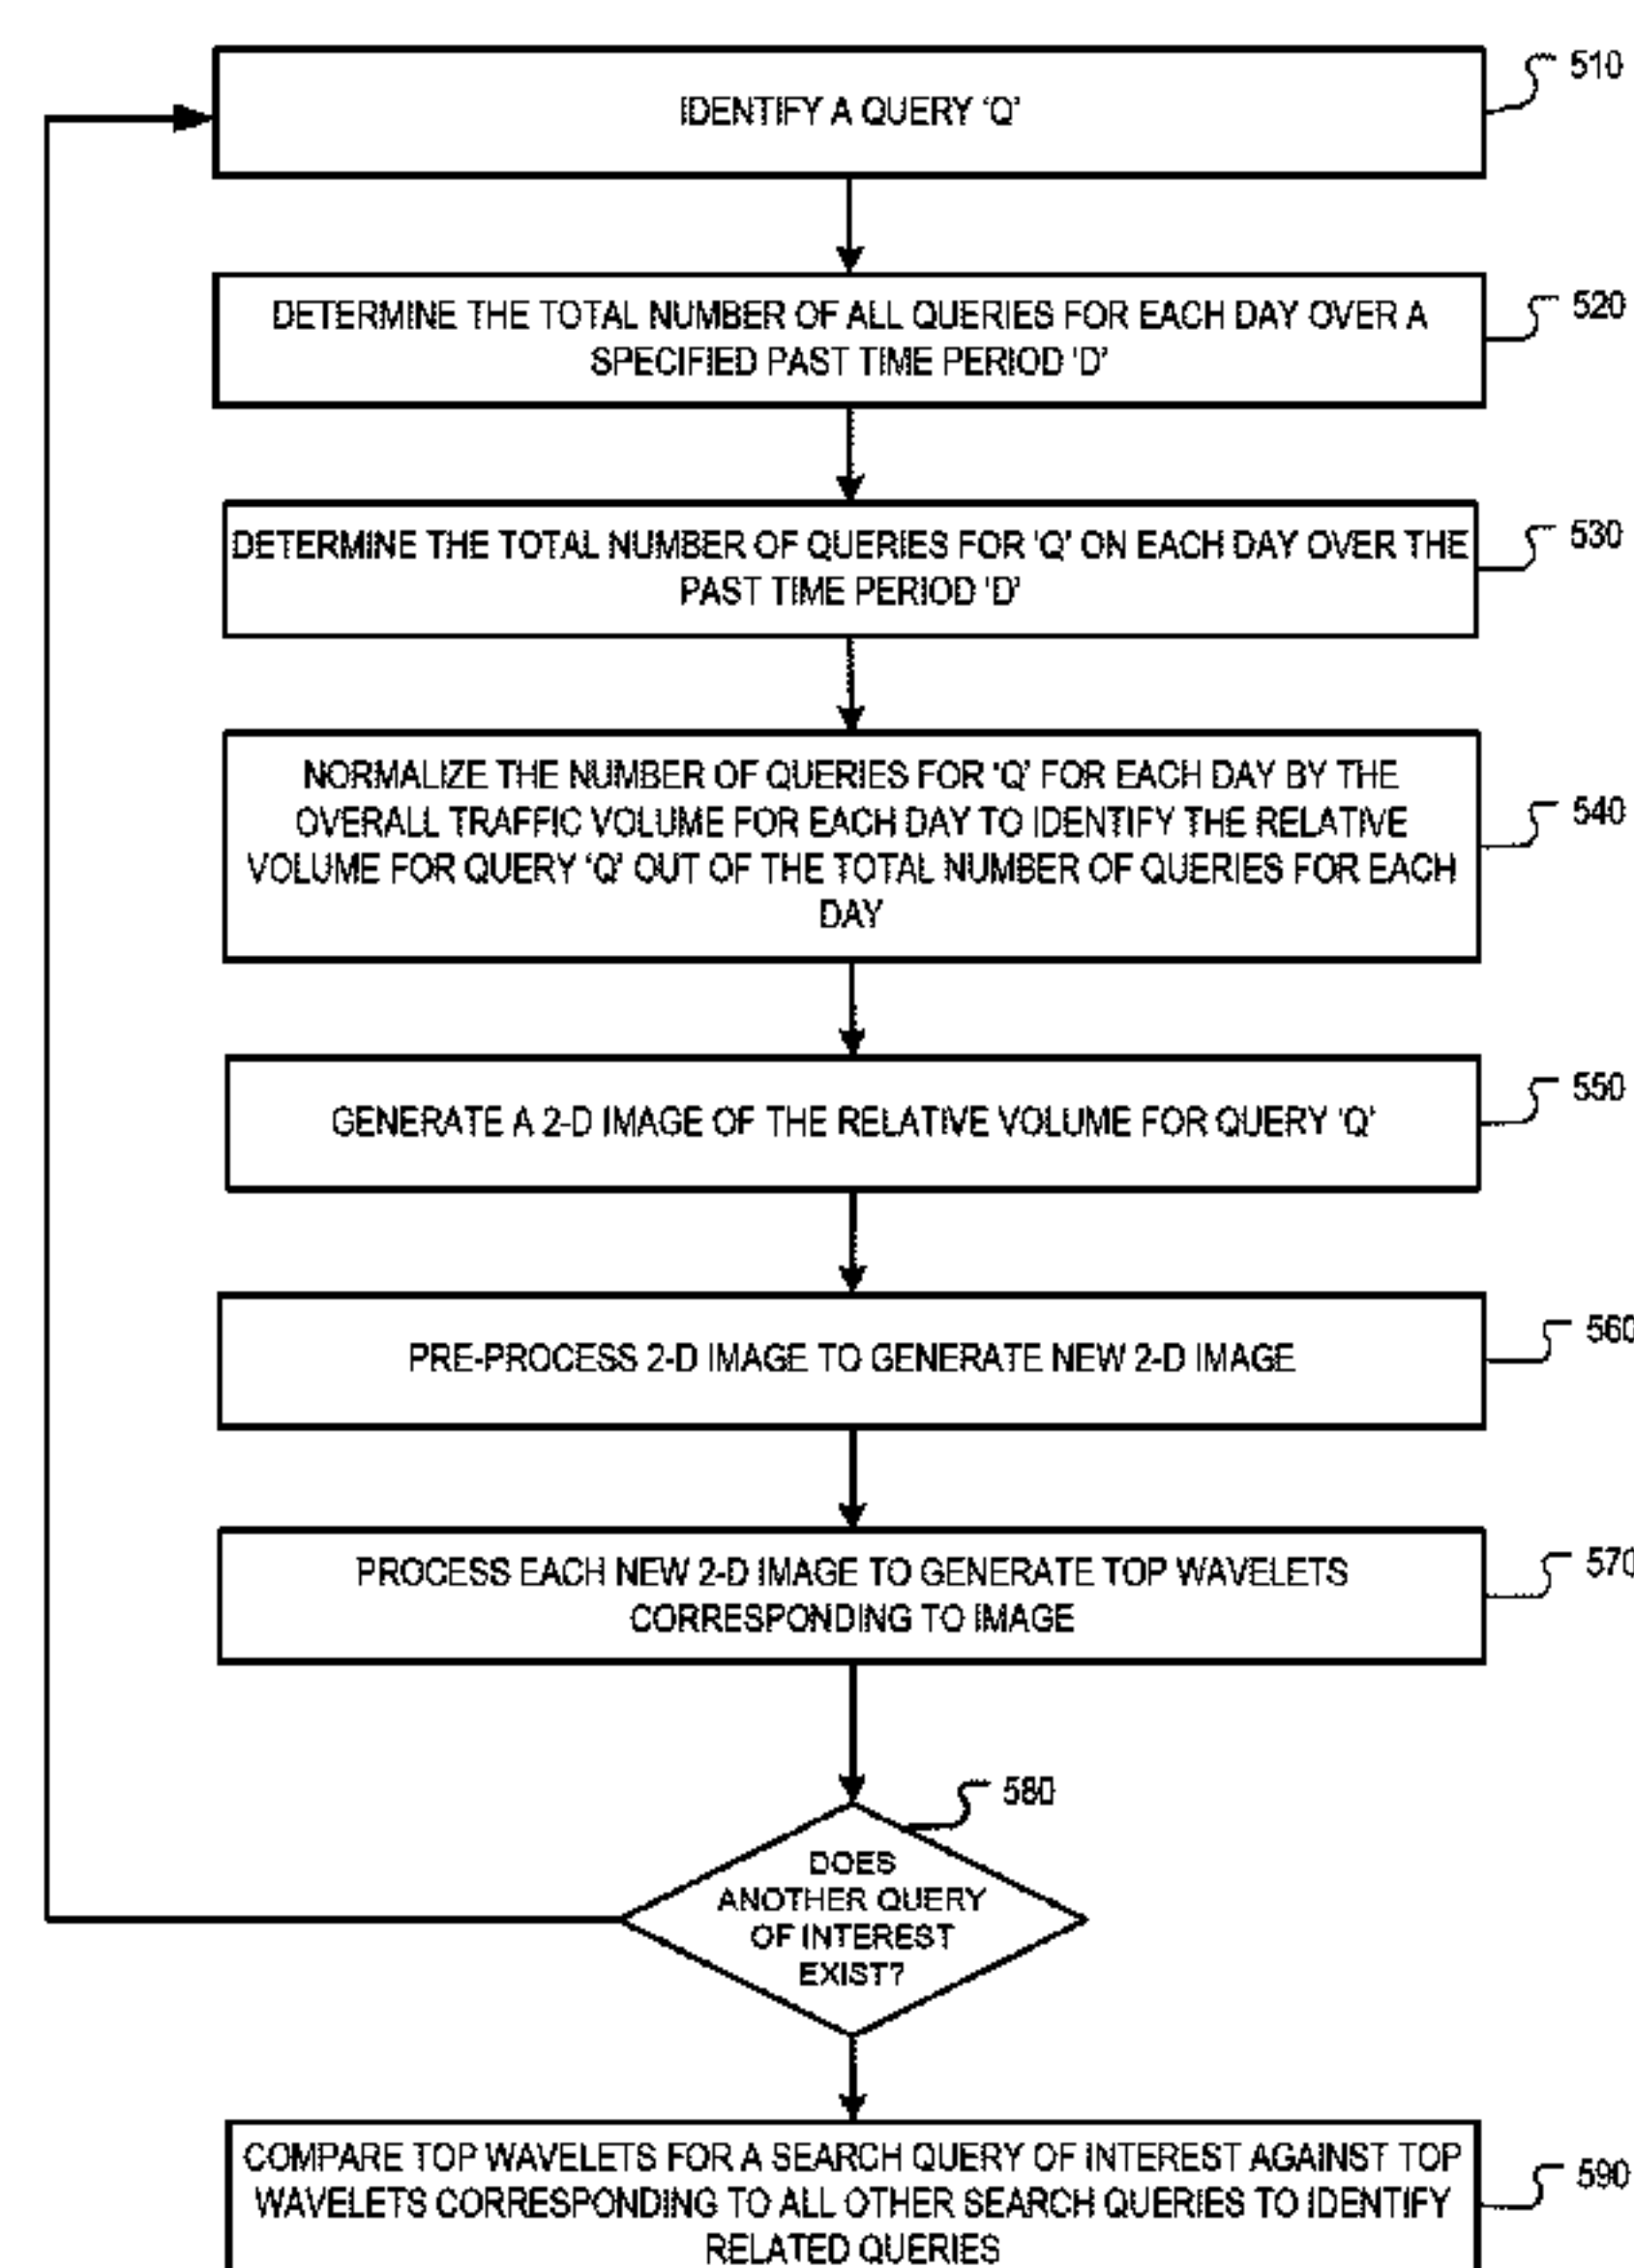 IDENTIFY A QUERY 'Q'
510
DETERMINE THE TOTAL NUMBER OF ALL QUERIES FOR EACH DAY OVER A
SPECIFIED PAST TIME PERIOD 'D'
520
DETERMINE THE TOTAL NUMBER OF QUERIES FOR 'Q' ON EACH DAY OVER THE
PAST TIME PERIOD 'D'
530
NORMALIZE THE NUMBER OF QUERIES FOR 'Q' FOR EACH DAY BY THE
OVERALL TRAFFIC VOLUME FOR EACH DAY TO IDENTIFY THE RELATIVE
VOLUME FOR QUERY 'Q' OUT OF THE TOTAL NUMBER OF QUERIES FOR EACH
DAY
540
GENERATE A 2-D IMAGE OF THE RELATIVE VOLUME FOR QUERY 'Q'
550
PRE-PROCESS 2-D IMAGE TO GENERATE NEW 2-D IMAGE
560
PROCESS EACH NEW 2-D IMAGE TO GENERATE TOP WAVELETS
CORRESPONDING TO IMAGE
570
580
DOES
ANOTHER QUERY
OF INTEREST
EXIST?
COMPARE TOP WAVELETS FOR A SEARCH QUERY OF INTEREST AGAINST TOP
WAVELETS CORRESPONDING TO ALL OTHER SEARCH QUERIES TO IDENTIFY
RELATED QUERIES
590